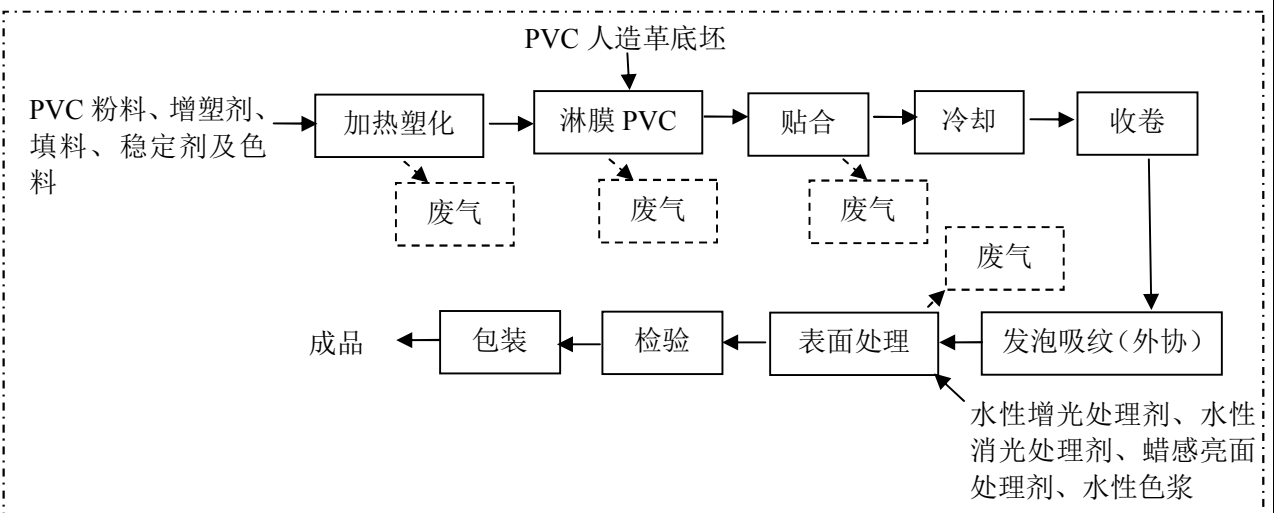 PVC 人造革底坯
PVC 粉料、增塑剂、
填料、稳定剂及色
料
加热塑化
淋膜 PVC
贴合
冷却
收卷
废气
废气
废气
废气
成品
包装
检验
表面处理
发泡吸纹（外协）
水性增光处理剂、水性
消光处理剂、蜡感亮面
处理剂、水性色浆